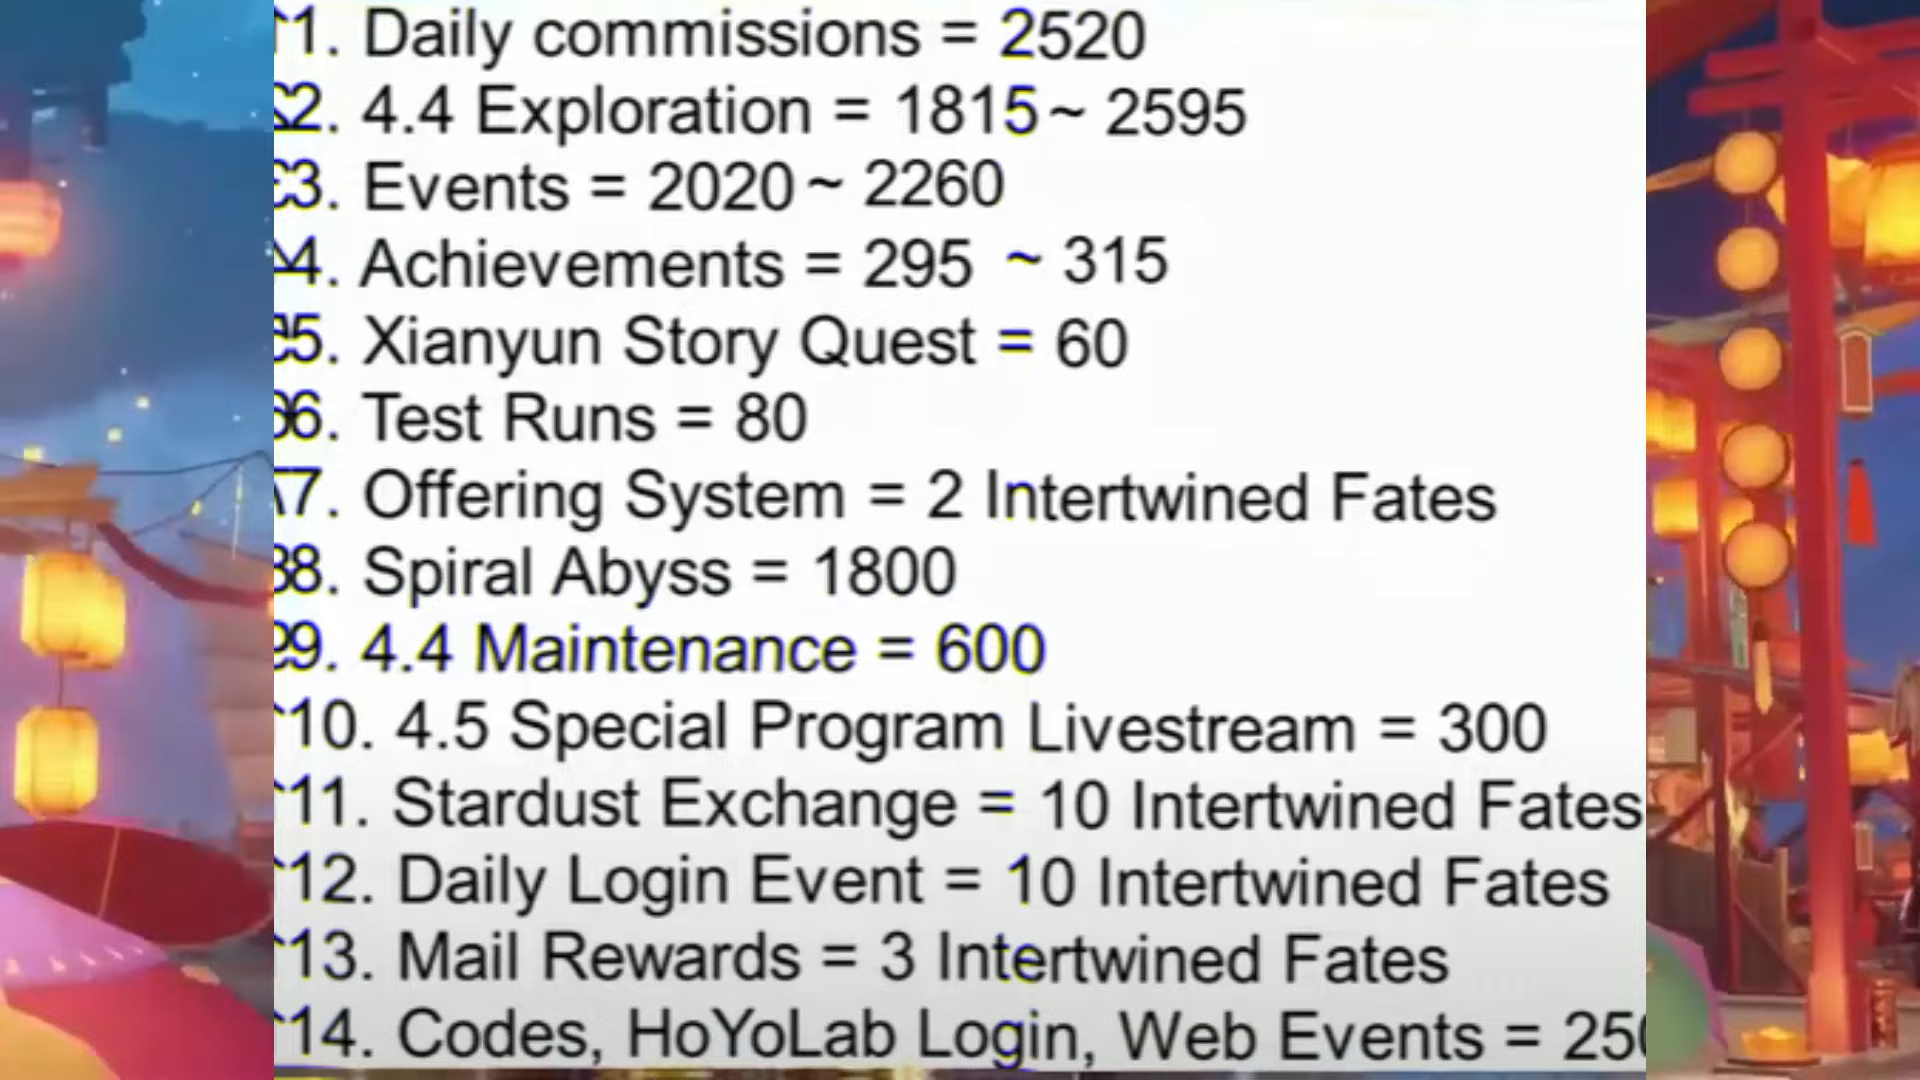 1. Daily commissions = 2520
2. 4.4 Exploration = 1815 ~ 2595
3. Events = 2020 ~ 2260
4. Achievements = 295 ~ 315
5. Xianyun Story Quest = 60
6. Test Runs = 80
7. Offering System = 2 Intertwined Fates
8. Spiral Abyss = 1800
9. 4.4 Maintenance = 600
10. 4.5 Special Program Livestream = 300
11. Stardust Exchange = 10 Intertwined Fates
12. Daily Login Event = 10 Intertwined Fates
13. Mail Rewards = 3 Intertwined Fates
14. Codes, HoYoLab Login, Web Events =